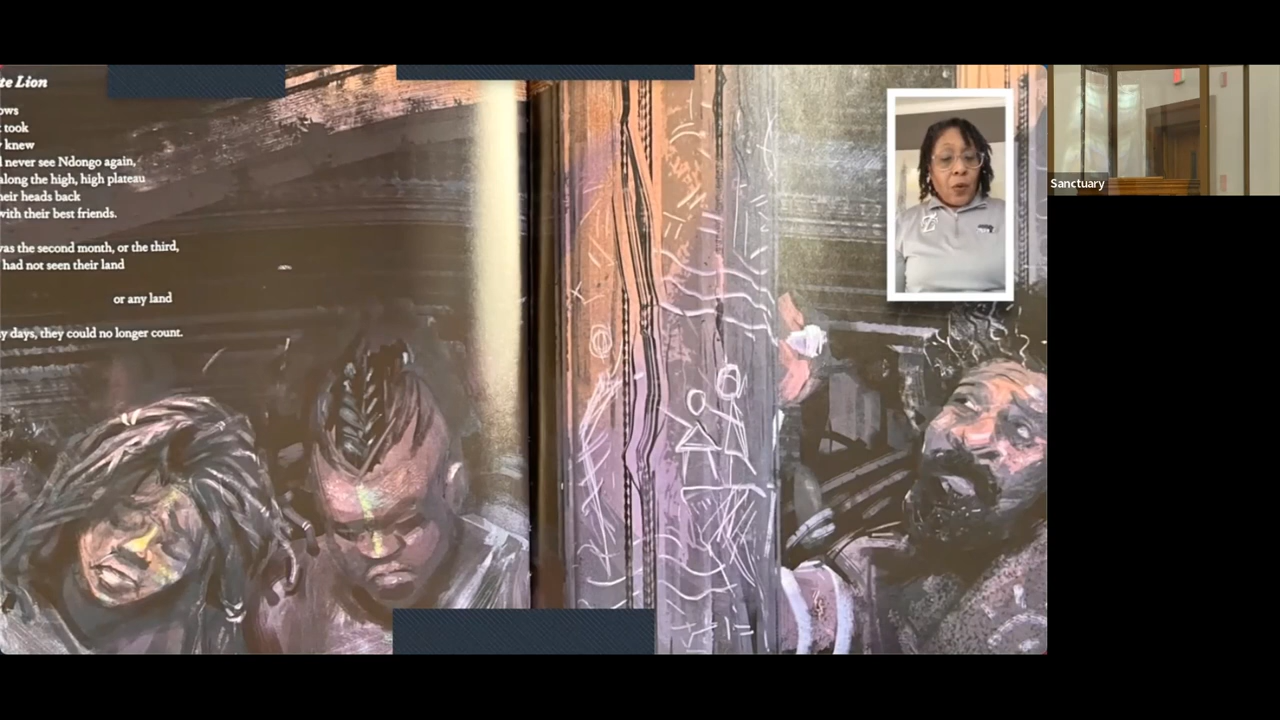 te Lion
ows
took
knew
never see Ndongo again,
along the high, high plateau
heir heads back
with their best friends.
was the second month, or the third,
had not seen their land
or any land
y days, they could no longer count.
Sanctuary